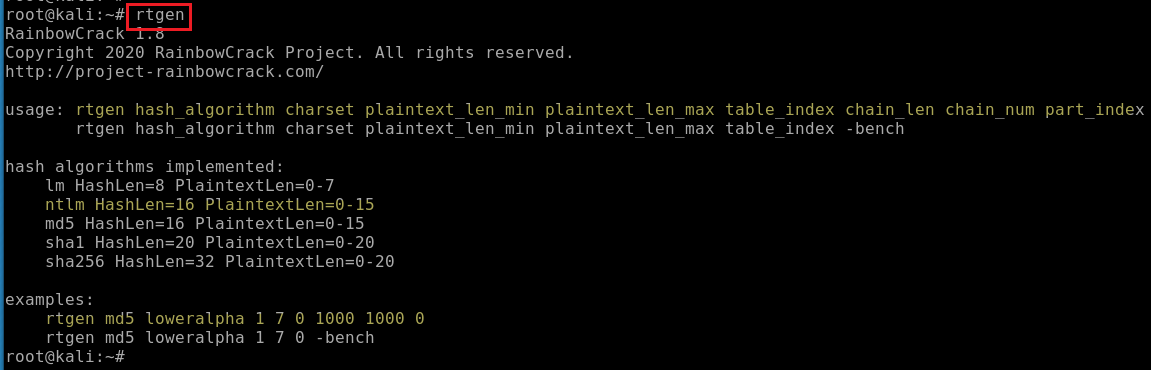 root@kali:~# rtgen
RainbowCrack 1.8
Copyright 2020 RainbowCrack Project. All rights reserved.
http://project-rainbowcrack.com/
usage: rtgen hash_algorithm charset plaintext_len_min plaintext_len_max table_index chain_len chain_num part_index
rtgen hash_algorithm charset plaintext_len_min plaintext_len_max table_index -bench
hash algorithms implemented:
lm HashLen=8 PlaintextLen=0-7
ntlm HashLen=16 PlaintextLen=0-15
md5 HashLen=16 PlaintextLen=0-15
sha1 HashLen=20 PlaintextLen=0-20
sha256 HashLen=32 PlaintextLen=0-20
examples:
rtgen md5 loweralpha 1 7 0 1000 1000 0
rtgen md5 loweralpha 1 7 0 -bench
root@kali:~#